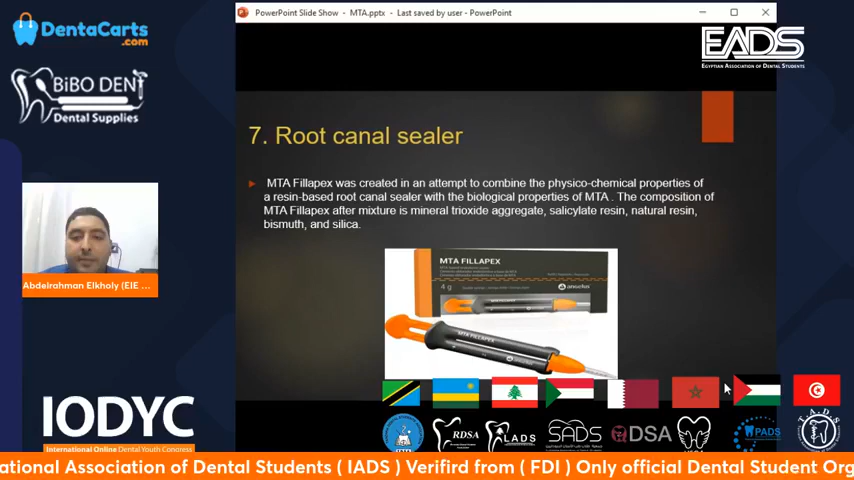 PowerPoint Slide Show - MTA.pptx - Last saved by user - PowerPoint
DentaCarts
.com
BiBO DENT
Dental Supplies
EADS
EGYPTIAN ASSOCIATION OF DENTAL STUDENTS
7. Root canal sealer
MTA Fillapex was created in an attempt to combine the physico-chemical properties of
a resin-based root canal sealer with the biological properties of MTA . The composition of
MTA Fillapex after mixture is mineral trioxide aggregate, salicylate resin, natural resin,
bismuth, and silica.
MTA FILLAPEX
4 g
angelus
MTA FILLAPEX
Abdeirahman Elkholy (EIE ...
IODYC
International Online Dental Youth Congress
RDSA
LADS
SADS
QDSA
PADS
national Association of Dental Students ( IADS ) Verifird from ( FDI ) Only official Dental Student Org